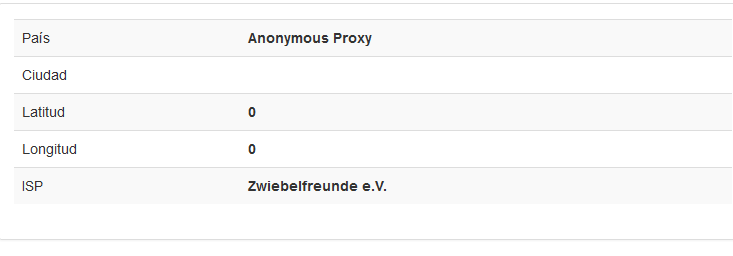 País Anonymous Proxy
Ciudad
Latitud 0
Longitud 0
ISP Zwiebelfreunde e.V.